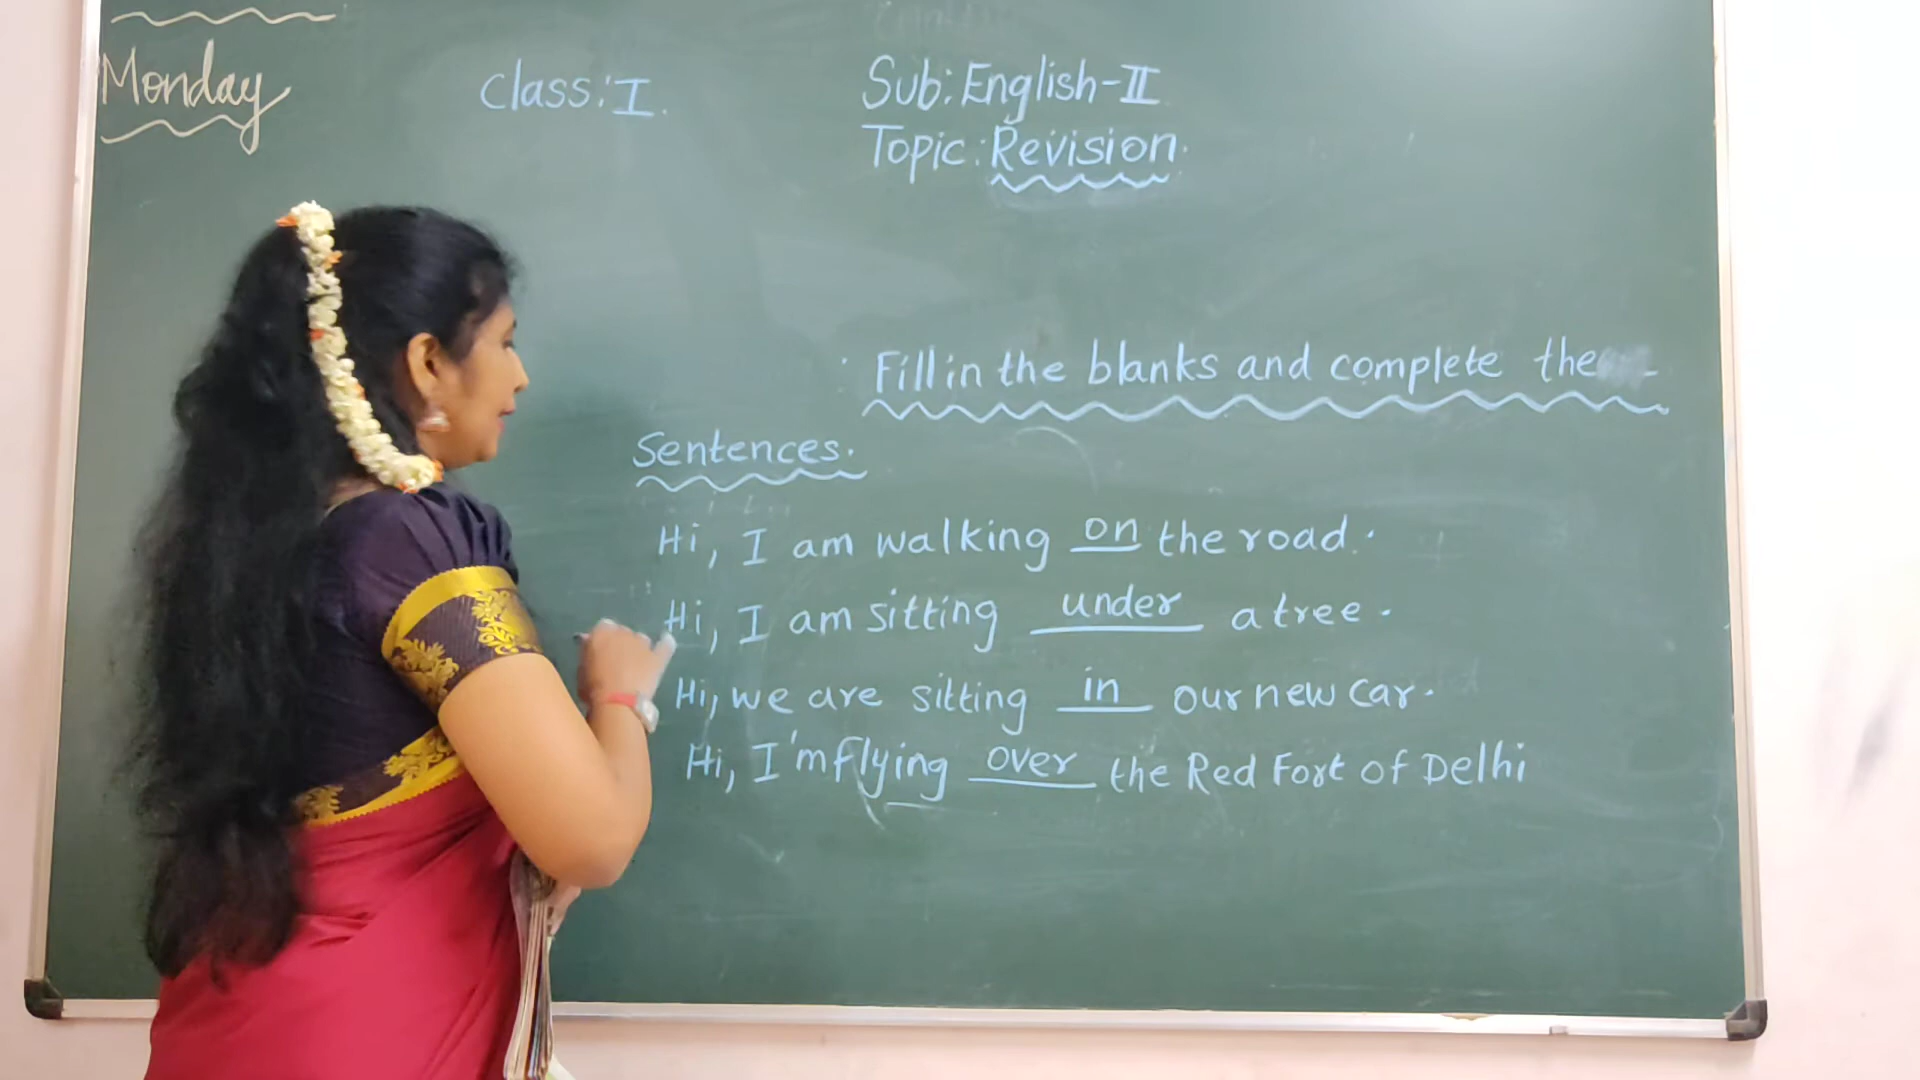 Monday
Class: I.
Sub: English-II
Topic: Revision.
Fill in the blanks and complete the
Sentences.
Hi, I am walking on the road.
Hi, I am sitting under a tree.
Hi, we are sitting in our new car.
Hi, I'm flying over the Red Fort of Delhi